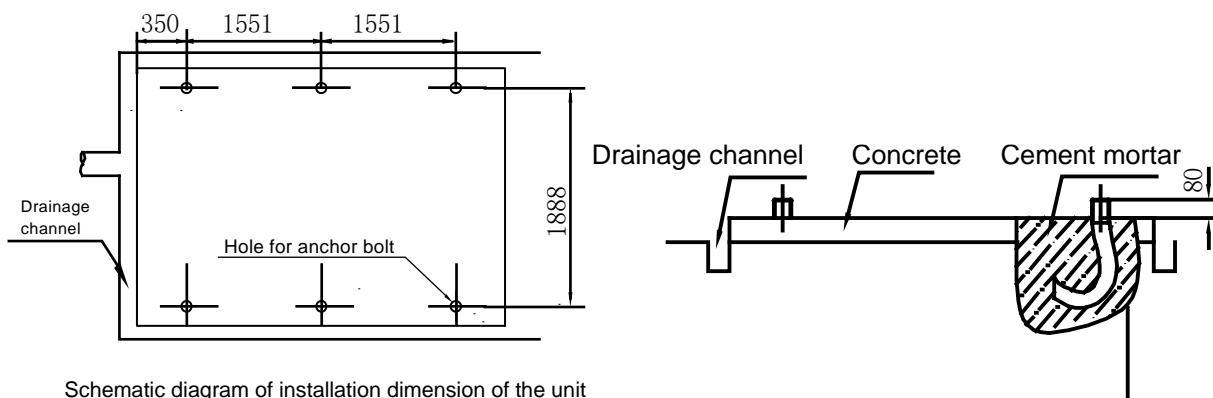 350 1551 1551
1888
Drainage
channel
Hole for anchor bolt
Schematic diagram of installation dimension of the unit
Drainage channel Concrete Cement mortar
80